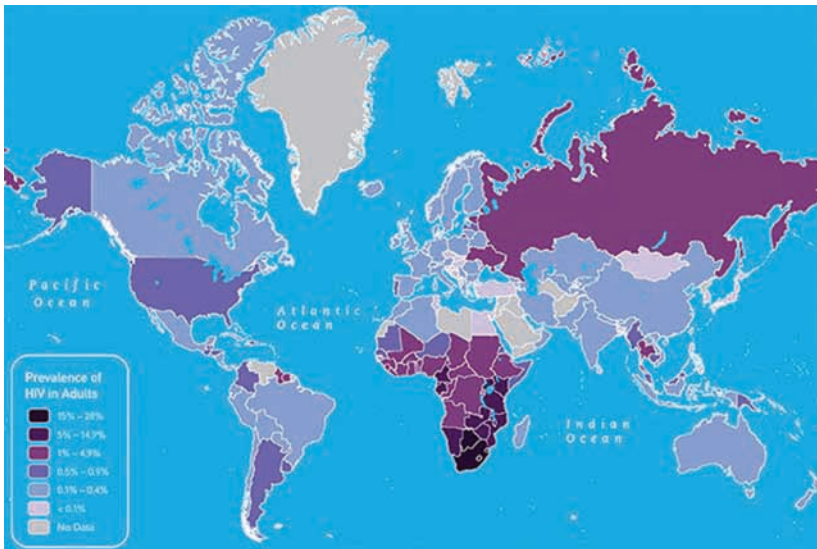 Pacific
Ocean
Atlantic
Ocean
Indian
Ocean
Prevalence of
HIV in Adults
15% – 28%
5% – 14.9%
1% – 4.9%
0.5% – 0.9%
0.1% – 0.4%
< 0.1%
No Data